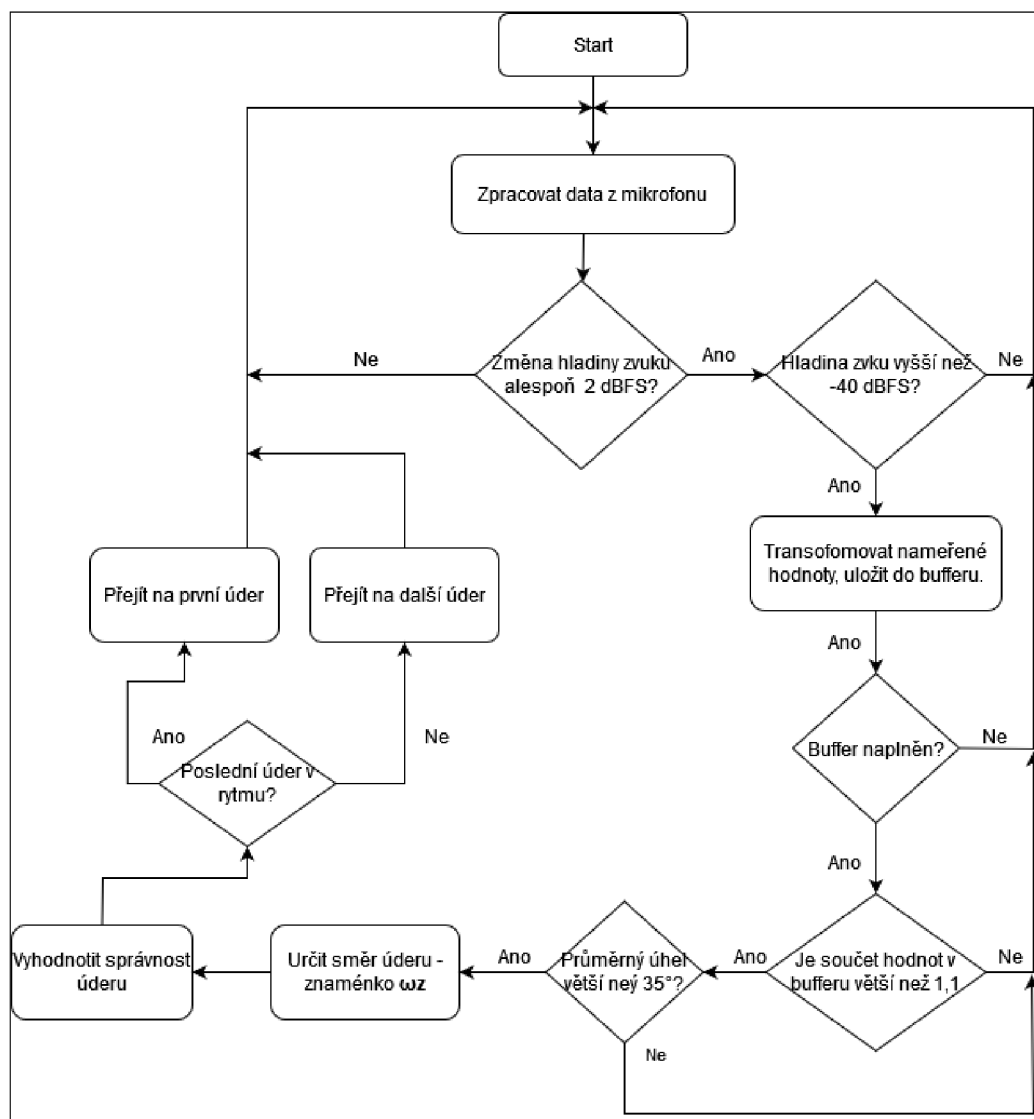 Start
Zpracovat data z mikrofonu
Ne
Změna hladiny zvuku
alespoň 2 dBFS?
Ano
Hladina zvku vyšší než
-40 dBFS?
Ne
Ano
Transofomovat nameřené
hodnoty, uložit do bufferu.
Přejít na první úder
Přejít na další úder
Ano
Buffer naplněn?
Ne
Ano
Ne
Poslední úder v
rytmu?
Ano
Vyhodnotit správnost
úderu
Určit směr úderu -
znaménko ωz
Ano
Průměrný úhel
větší neý 35°?
Ano
Je součet hodnot v
bufferu větší než 1,1
Ne
Ne